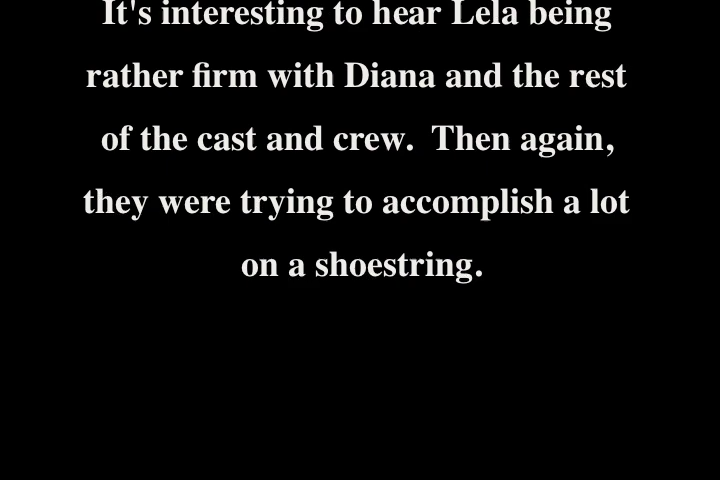 It's interesting to hear Lela being
rather firm with Diana and the rest
of the cast and crew.  Then again,
they were trying to accomplish a lot
on a shoestring.